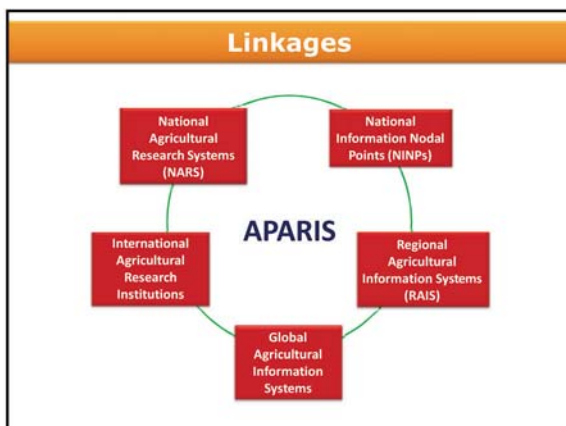 Linkages
National
Agricultural
Research Systems
(NARS)
National
Information Nodal
Points (NINPs)
APARIS
International
Agricultural
Research
Institutions
Regional
Agricultural
Information Systems
(RAIS)
Global
Agricultural
Information
Systems